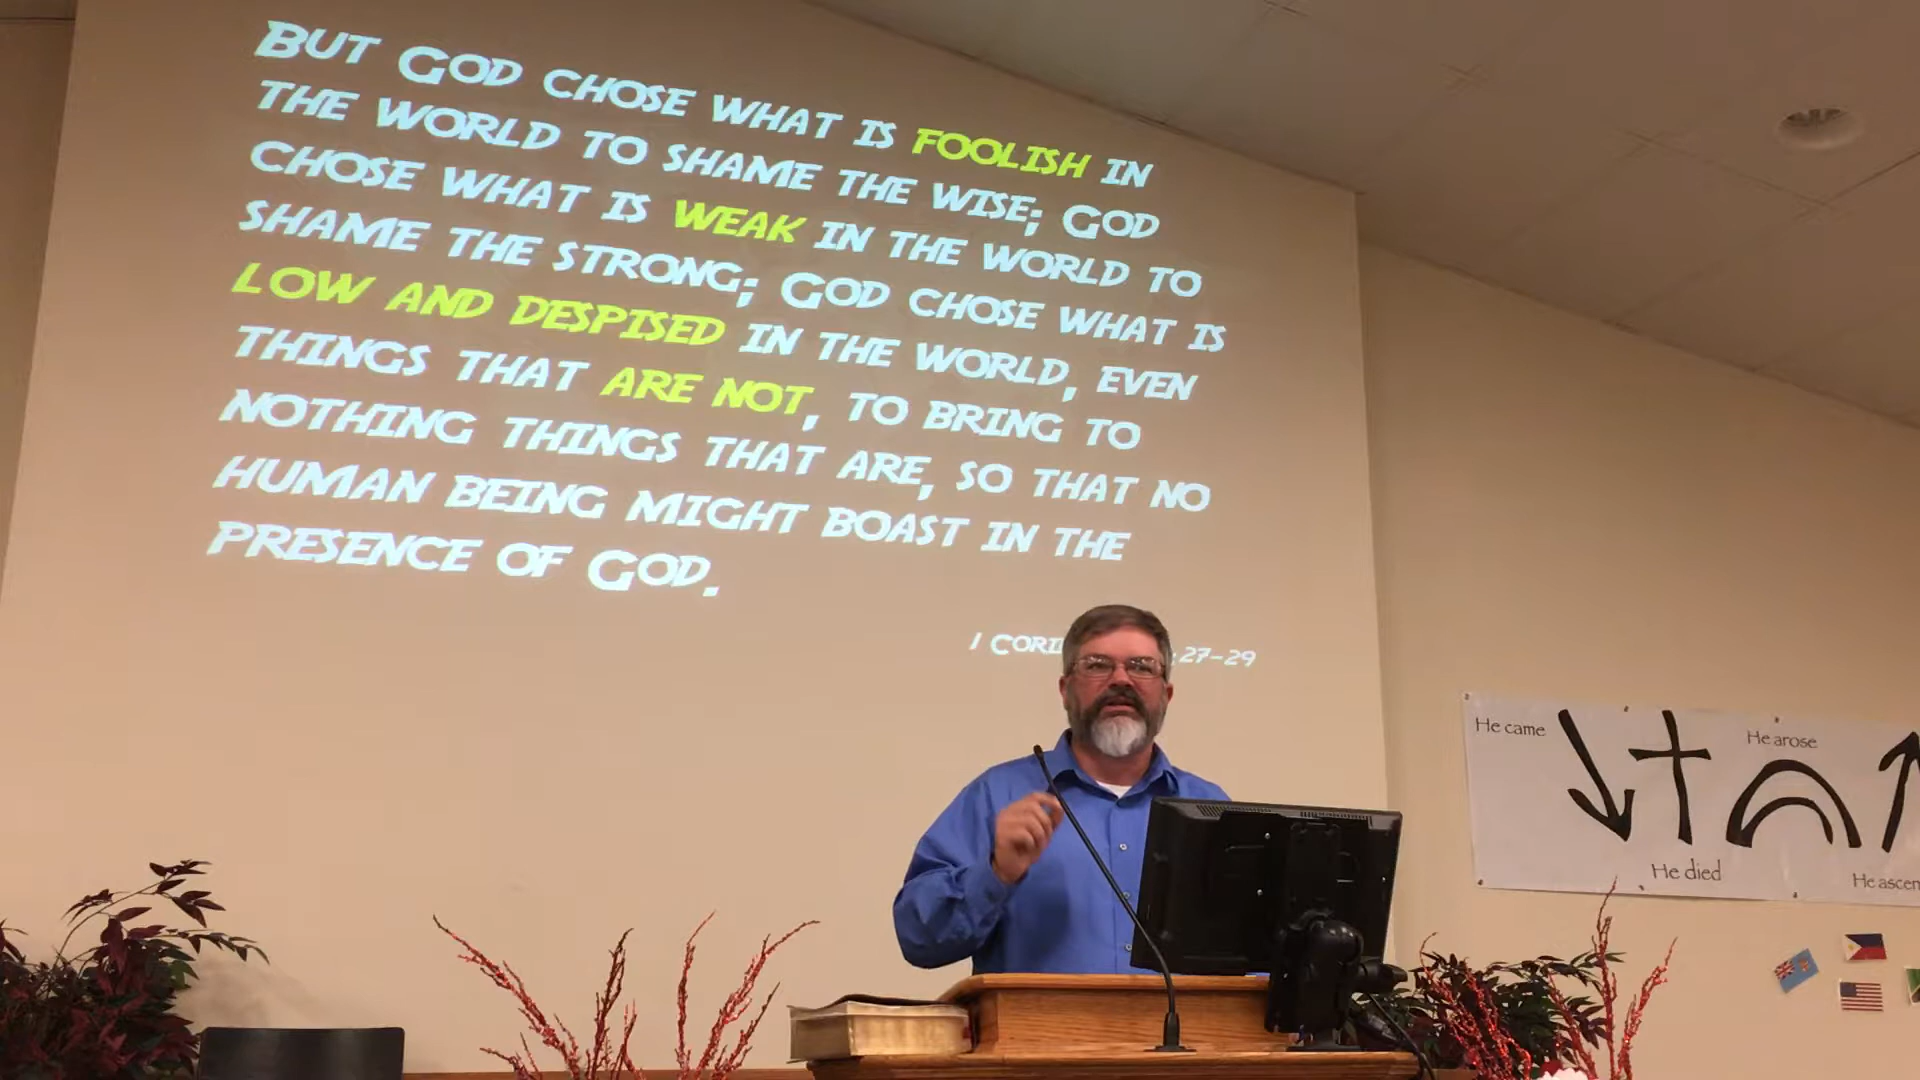 But God chose what is foolish in
the world to shame the wise; God
chose what is weak in the world to
shame the strong; God chose what is
low and despised in the world, even
things that are not, to bring to
nothing things that are, so that no
human being might boast in the
presence of God.
27-29
He came
He arose
He died
He